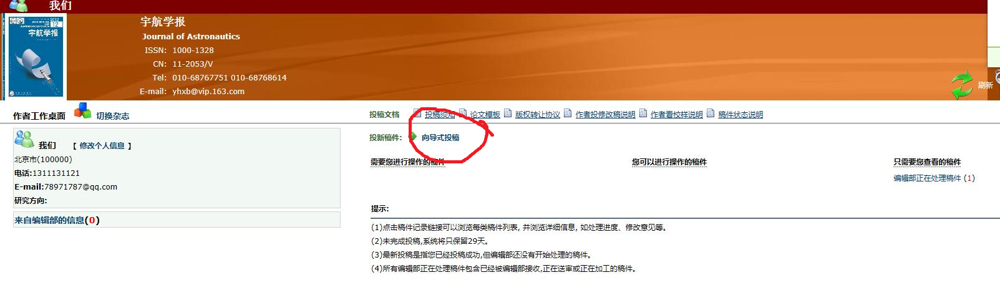 我们
2012
12
JOURNAL OF ASTRONAUTICS
宇航学报
宇航学报
Journal of Astronautics
ISSN: 1000-1328
CN: 11-2053/V
Tel: 010-68767751 010-68768614
E-mail: yhxb@vip.163.com
刷新
作者工作桌面 切换杂志
投稿文档 投稿须知 论文模板 版权转让协议 作者投修改稿说明 作者看校样说明 稿件状态说明
我们 【 修改个人信息 】
北京市(100000)
电话:1311131121
E-mail:78971787@qq.com
研究方向:
来自编辑部的信息(0)
投新稿件: 向导式投稿
需要您进行操作的稿件 您可以进行操作的稿件 只需要您查看的稿件
编辑部正在处理稿件 (1)
提示:
(1)点击稿件记录链接可以浏览每类稿件列表, 并浏览详细信息, 如处理进度、修改意见等。
(2)未完成投稿,系统将只保留29天。
(3)最新投稿是指您已经投稿成功,但编辑部还没有开始处理的稿件。
(4)所有编辑部正在处理稿件包含已经被编辑部接收,正在送审或正在加工的稿件。